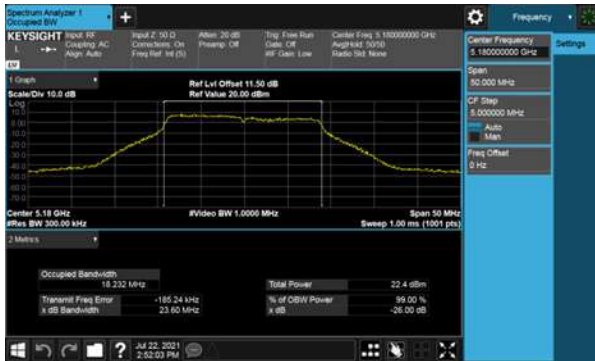 Spectrum Analyzer 1
Occupied BW
+
Frequency
KEYSIGHT Input: RF
Coupling: AC
Align: Auto
Input Z: 50 Ω
Corrections: On
Freq Ref: Int (S)
Atten: 20 dB
Preamp: Off
Trig: Free Run
Gate: Off
#IF Gain: Low
Center Freq: 5.180000000 GHz
Avg|Hold: 50/50
Radio Std: None
Center Frequency
5.180000000 GHz
Settings
Span
50.000 MHz
CF Step
5.000000 MHz
Auto
Man
Freq Offset
0 Hz
1 Graph
Scale/Div 10.0 dB
Ref Lvl Offset 11.50 dB
Ref Value 20.00 dBm
Log
Center 5.18 GHz
#Res BW 300.00 kHz
#Video BW 1.0000 MHz
Span 50 MHz
Sweep 1.00 ms (1001 pts)
2 Metrics
Occupied Bandwidth
18.232 MHz
Total Power 22.4 dBm
Transmit Freq Error -185.24 kHz
% of OBW Power 99.00 %
x dB Bandwidth 23.60 MHz
x dB -26.00 dB
?
Jul 22, 2021
2:52:03 PM